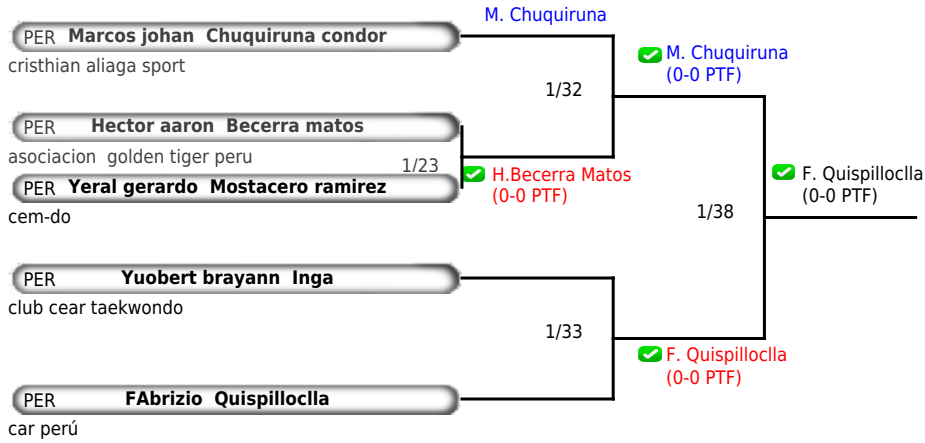 M. Chuquiruna
PER Marcos johan Chuquiruna condor
cristhian aliaga sport
M. Chuquiruna
(0-0 PTF)
1/32
PER Hector aaron Becerra matos
asociacion golden tiger peru
1/23
H.Becerra Matos
(0-0 PTF)
PER Yeral gerardo Mostacero ramirez
cem-do
F. Quispilloclla
(0-0 PTF)
1/38
PER Yuobert brayann Inga
club cear taekwondo
1/33
F. Quispilloclla
(0-0 PTF)
PER FAbrizio Quispilloclla
car perú